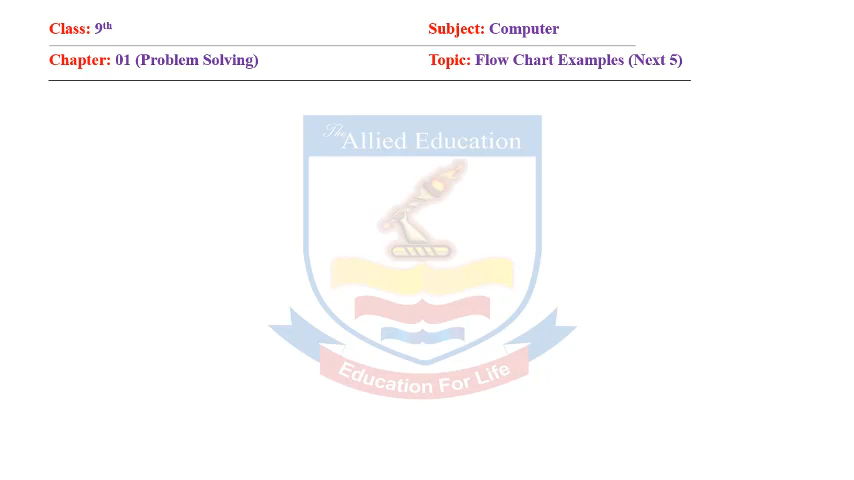 Class: 9th Subject: Computer
Chapter: 01 (Problem Solving) Topic: Flow Chart Examples (Next 5)
The Allied Education
Education For Life